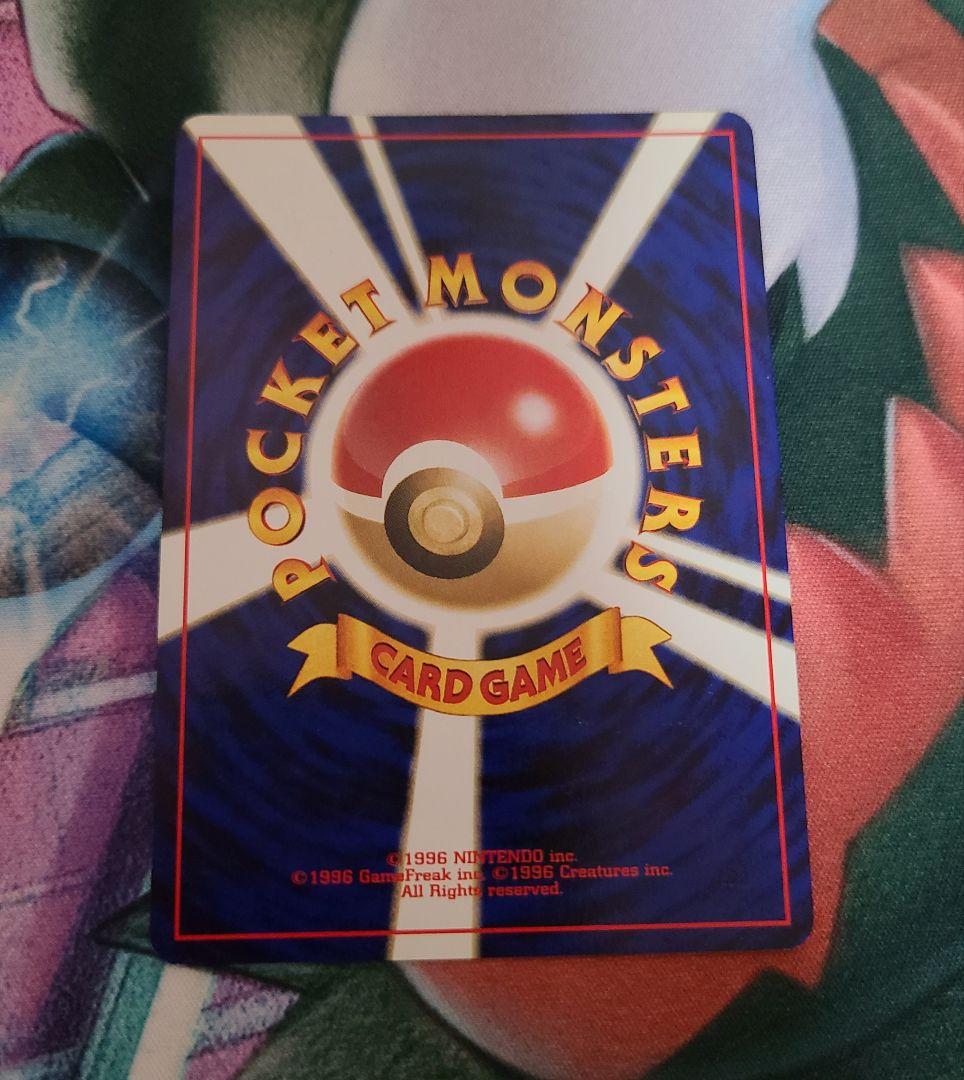 POCKET MONSTERS
CARD GAME
©1996 NINTENDO inc.
©1996 GameFreak inc. ©1996 Creatures inc.
All Rights reserved.